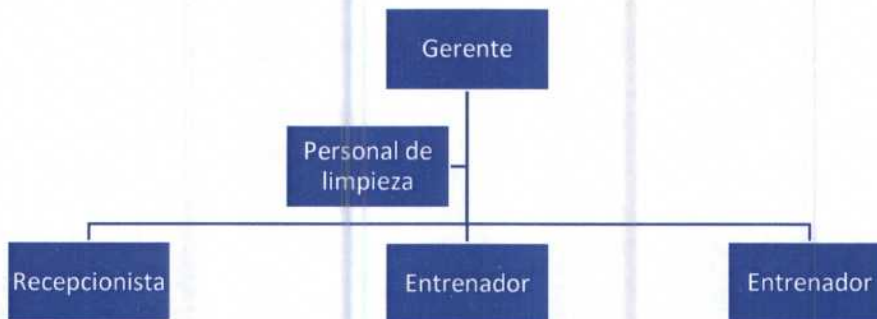 Gerente
Personal de
limpieza
Recepcionista
Entrenador
Entrenador